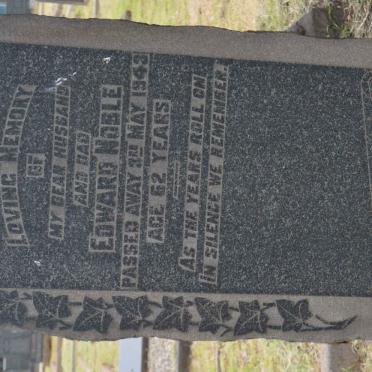 LOVING MEMORY
OF
MY DEAR HUSBAND
AND DAD
EDWARD NOBLE
PASSED AWAY 3RD MAY 1943
AGE 62 YEARS
AS THE YEARS ROLL ON
IN SILENCE WE REMEMBER.